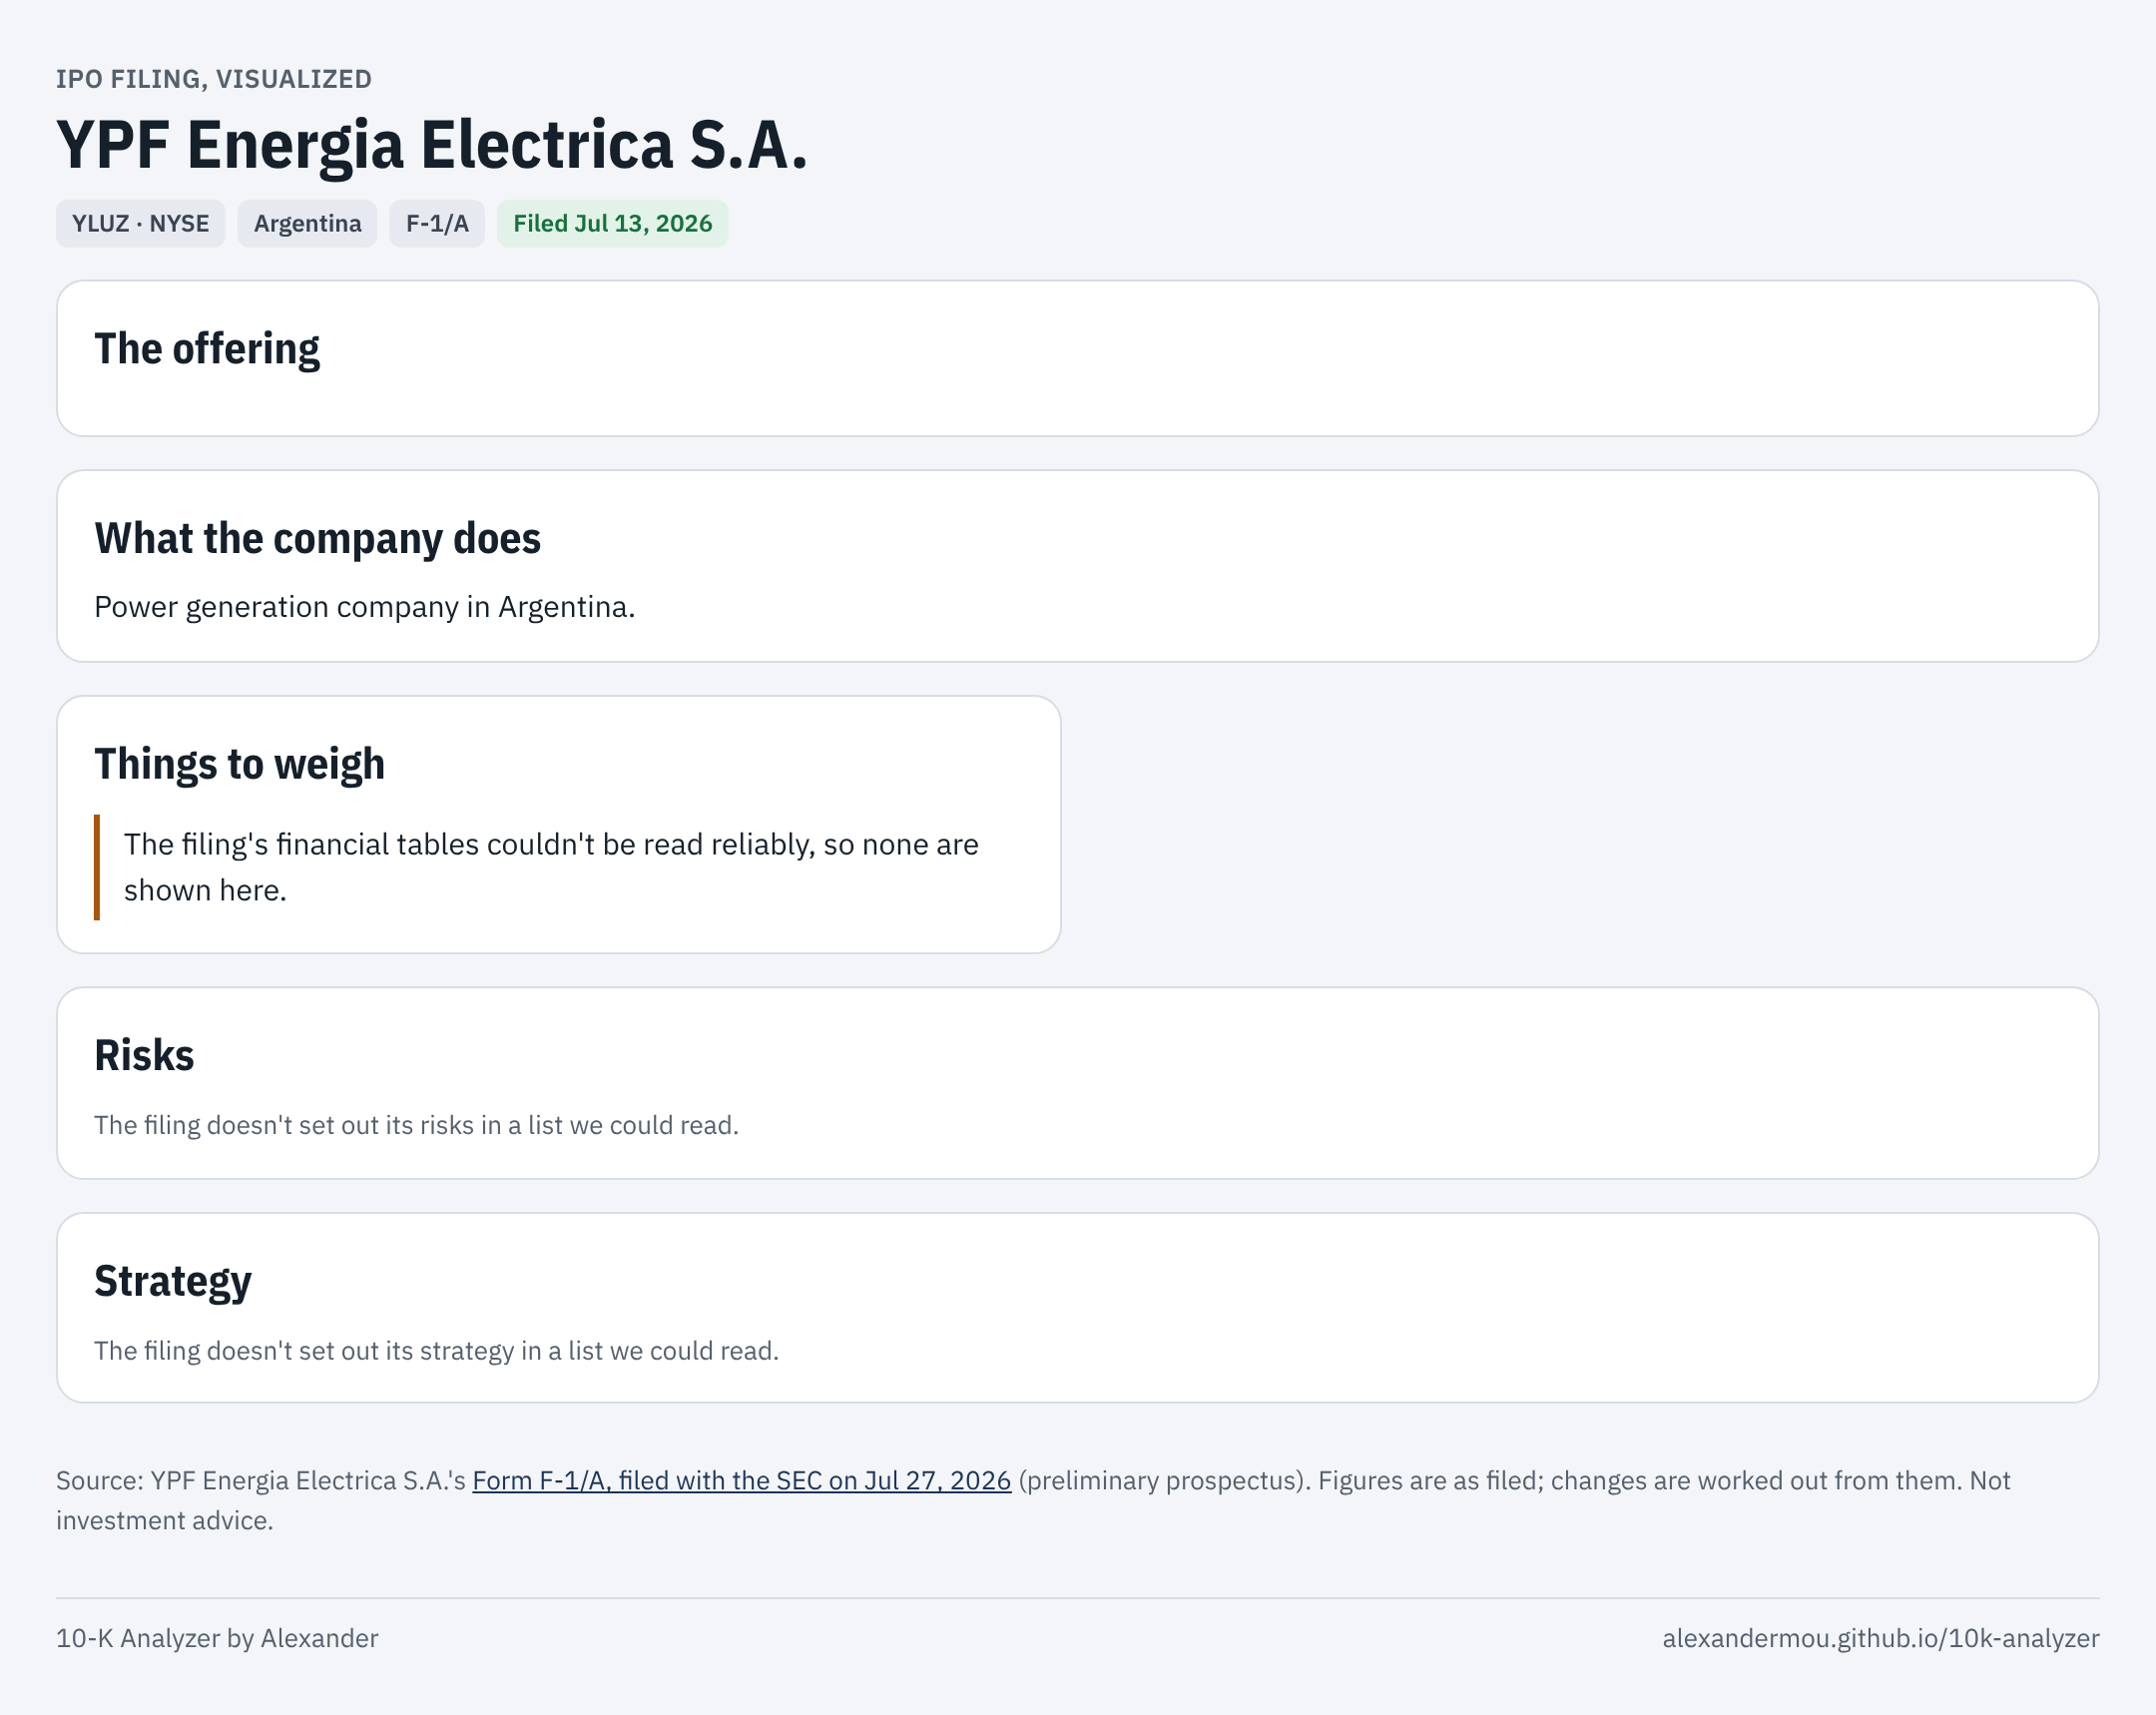 IPO FILING, VISUALIZED
YPF Energia Electrica S.A.
YLUZ · NYSE Argentina F-1/A Filed Jul 13, 2026
The offering
What the company does
Power generation company in Argentina.
Things to weigh
The filing's financial tables couldn't be read reliably, so none are
shown here.
Risks
The filing doesn't set out its risks in a list we could read.
Strategy
The filing doesn't set out its strategy in a list we could read.
Source: YPF Energia Electrica S.A.'s Form F-1/A, filed with the SEC on Jul 27, 2026 (preliminary prospectus). Figures are as filed; changes are worked out from them. Not
investment advice.
10-K Analyzer by Alexander alexandermou.github.io/10k-analyzer